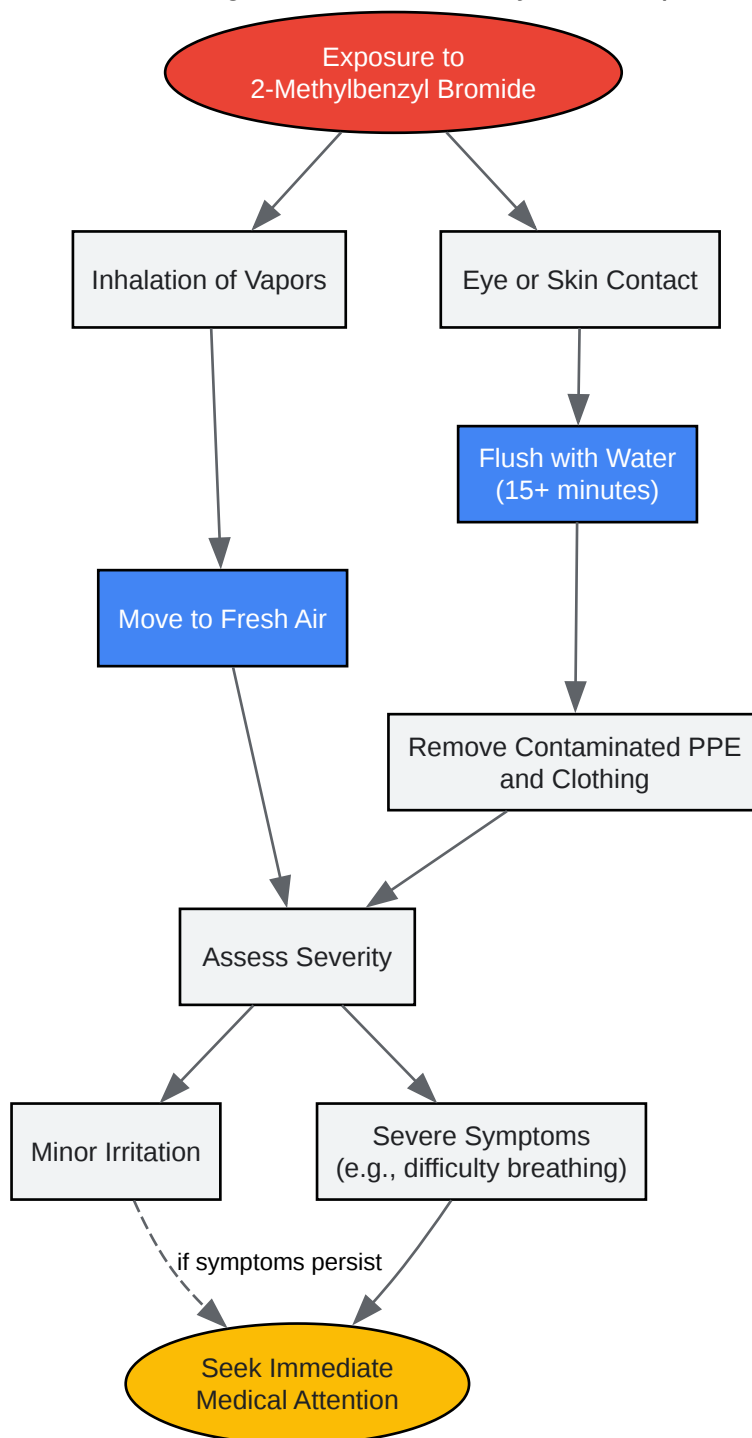 Exposure to
2-Methylbenzyl Bromide
Inhalation of Vapors
Eye or Skin Contact
Flush with Water
(15+ minutes)
Move to Fresh Air
Remove Contaminated PPE
and Clothing
Assess Severity
Minor Irritation
Severe Symptoms
(e.g., difficulty breathing)
if symptoms persist
Seek Immediate
Medical Attention